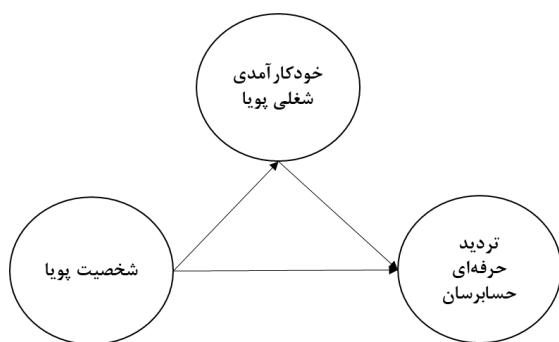 خودکارآمدی
شغلی پویا
شخصیت پویا
تردید
حرفه‌ای
حسابرسان